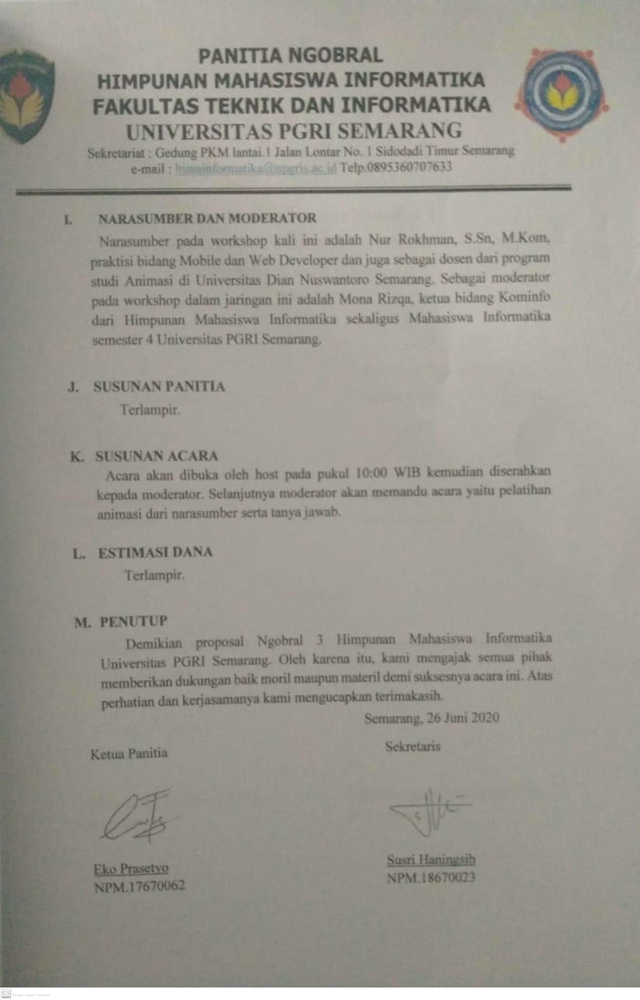 PANITIA NGOBRAL
HIMPUNAN MAHASISWA INFORMATIKA
FAKULTAS TEKNIK DAN INFORMATIKA
UNIVERSITAS PGRI SEMARANG
Sekretariat : Gedung PKM lantai.1 Jalan Lontar No. 1 Sidodadi Timur Semarang
e-mail : himainformatika@upgris.ac.id Telp.0895360707633
I. NARASUMBER DAN MODERATOR
Narasumber pada workshop kali ini adalah Nur Rokhman, S.Sn, M.Kom,
praktisi bidang Mobile dan Web Developer dan juga sebagai dosen dari program
studi Animasi di Universitas Dian Nuswantoro Semarang. Sebagai moderator
pada workshop dalam jaringan ini adalah Mona Rizqa, ketua bidang Kominfo
dari Himpunan Mahasiswa Informatika sekaligus Mahasiswa Informatika
semester 4 Universitas PGRI Semarang.
J. SUSUNAN PANITIA
Terlampir.
K. SUSUNAN ACARA
Acara akan dibuka oleh host pada pukul 10:00 WIB kemudian diserahkan
kepada moderator. Selanjutnya moderator akan memandu acara yaitu pelatihan
animasi dari narasumber serta tanya jawab.
L. ESTIMASI DANA
Terlampir.
M. PENUTUP
Demikian proposal Ngobral 3 Himpunan Mahasiswa Informatika
Universitas PGRI Semarang. Oleh karena itu, kami mengajak semua pihak
memberikan dukungan baik moril maupun materil demi suksesnya acara ini. Atas
perhatian dan kerjasamanya kami mengucapkan terimakasih.
Semarang, 26 Juni 2020
Ketua Panitia
Sekretaris
Eko Prasetyo
NPM.17670062
Susri Haningsih
NPM.18670023
CS